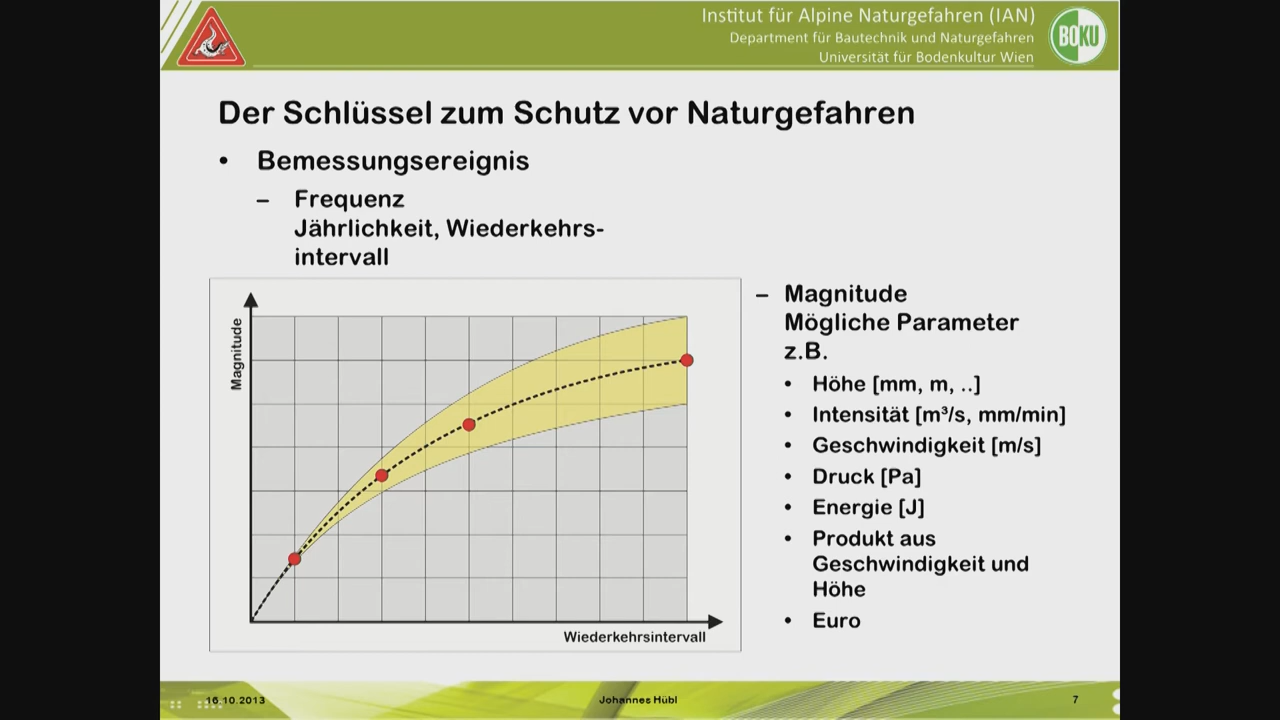 Institut für Alpine Naturgefahren (IAN)
Department für Bautechnik und Naturgefahren
Universität für Bodenkultur Wien
BOKU
Der Schlüssel zum Schutz vor Naturgefahren
• Bemessungsereignis
– Frequenz
Jährlichkeit, Wiederkehrs-
intervall
Magnitude
Wiederkehrsintervall
– Magnitude
Mögliche Parameter
z.B.
• Höhe [mm, m, ..]
• Intensität [m³/s, mm/min]
• Geschwindigkeit [m/s]
• Druck [Pa]
• Energie [J]
• Produkt aus
Geschwindigkeit und
Höhe
• Euro
16.10.2013
Johannes Hübl
7